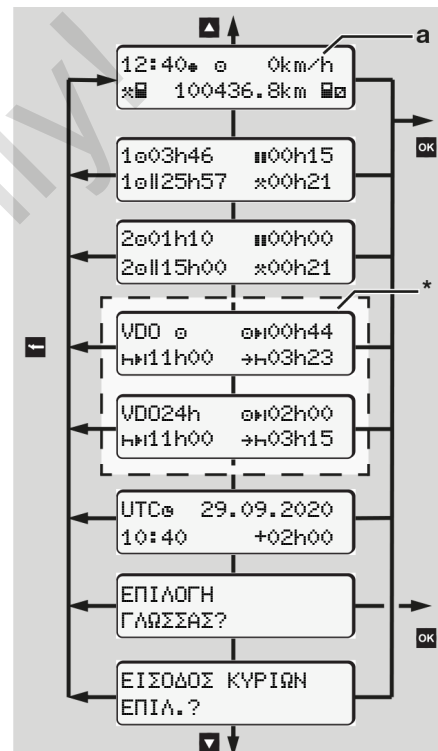 a
12:40 0km/h
100436.8km
OK
1 03h46 00h15
1 25h57 00h21
2 01h10 00h00
2 15h00 00h21
*
VDO 00h44
11h00 03h23
VDO24h 02h00
11h00 03h15
UTC 29.09.2020
10:40 +02h00
ΕΠΙΛΟΓΗ
ΓΛΩΣΣΑΣ?
OK
ΕΙΣΟΔΟΣ ΚΥΡΙΩΝ
ΕΠΙΛ.?